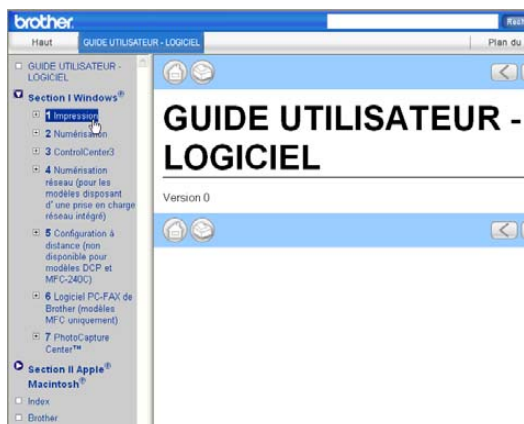 brother.
Rech
Haut
GUIDE UTILISATEUR - LOGICIEL
Plan du
GUIDE UTILISATEUR -
LOGICIEL
Section I Windows®
1 Impression
2 Numérisation
3 ControlCenter3
4 Numérisation
réseau (pour les
modèles disposant
d'une prise en charge
réseau intégré)
5 Configuration à
distance (non
disponible pour
modèles DCP et
MFC-240C)
6 Logiciel PC-FAX de
Brother (modèles
MFC uniquement)
7 PhotoCapture
Center™
Section II Apple®
Macintosh®
Index
Brother
GUIDE UTILISATEUR -
LOGICIEL
Version 0